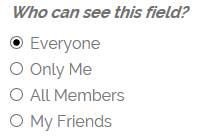 Who can see this field?
Everyone
Only Me
All Members
My Friends